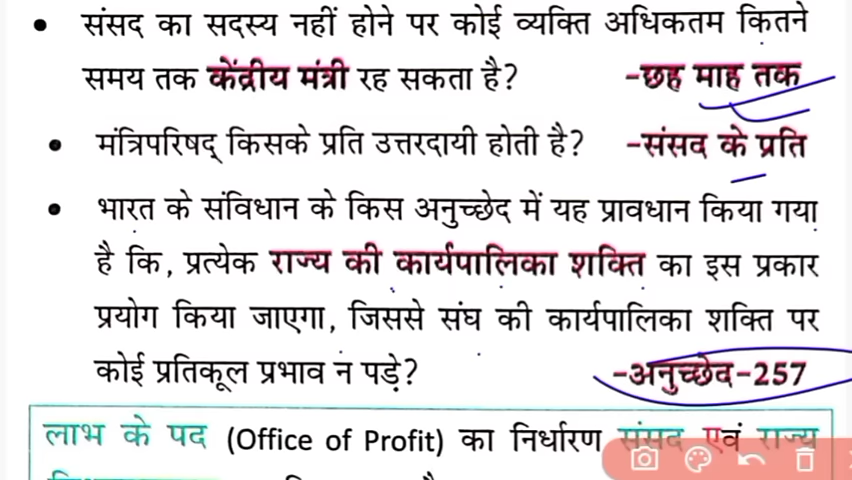 • संसद का सदस्य नहीं होने पर कोई व्यक्ति अधिकतम कितने
समय तक केंद्रीय मंत्री रह सकता है? -छह माह तक
• मंत्रिपरिषद् किसके प्रति उत्तरदायी होती है? -संसद के प्रति
• भारत के संविधान के किस अनुच्छेद में यह प्रावधान किया गया
है कि, प्रत्येक राज्य की कार्यपालिका शक्ति का इस प्रकार
प्रयोग किया जाएगा, जिससे संघ की कार्यपालिका शक्ति पर
कोई प्रतिकूल प्रभाव न पड़े? -अनुच्छेद-257
लाभ के पद (Office of Profit) का निर्धारण संसद एवं राज्य